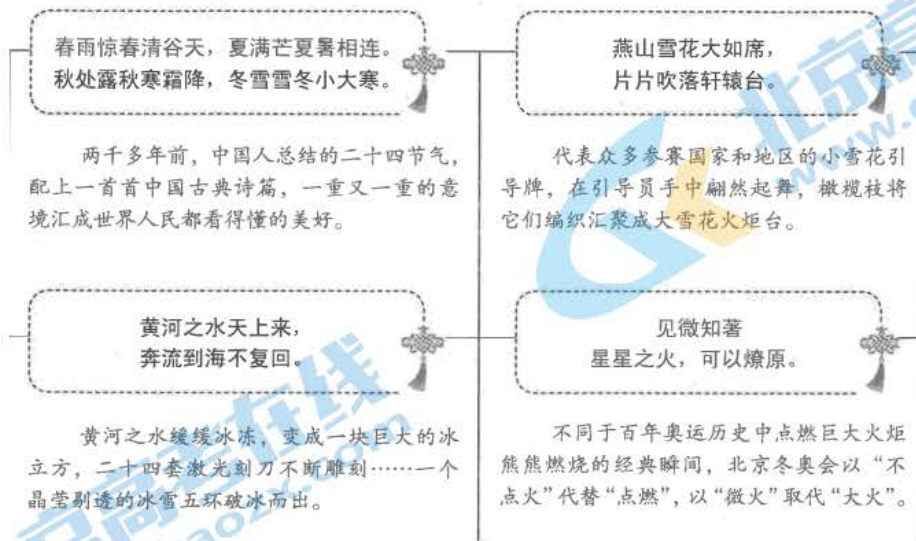 春雨惊春清谷天，夏满芒夏暑相连。
秋处露秋寒霜降，冬雪雪冬小大寒。
两千多年前，中国人总结的二十四节气，
配上一首首中国古典诗篇，一重又一重的意
境汇成世界人民都看得懂的美好。
燕山雪花大如席，
片片吹落轩辕台。
代表众多参赛国家和地区的小雪花引
导牌，在引导员手中翩然起舞，橄榄枝将
它们编织汇聚成大雪花火炬台。
黄河之水天上来，
奔流到海不复回。
黄河之水缓缓冰冻，变成一块巨大的冰
立方，二十四套激光刻刀不断雕刻……一个
晶莹剔透的冰雪五环破冰而出。
见微知著
星星之火，可以燎原。
不同于百年奥运历史中点燃巨大火炬
熊熊燃烧的经典瞬间，北京冬奥会以“不
点火”代替“点燃”，以“微火”取代“大火”。